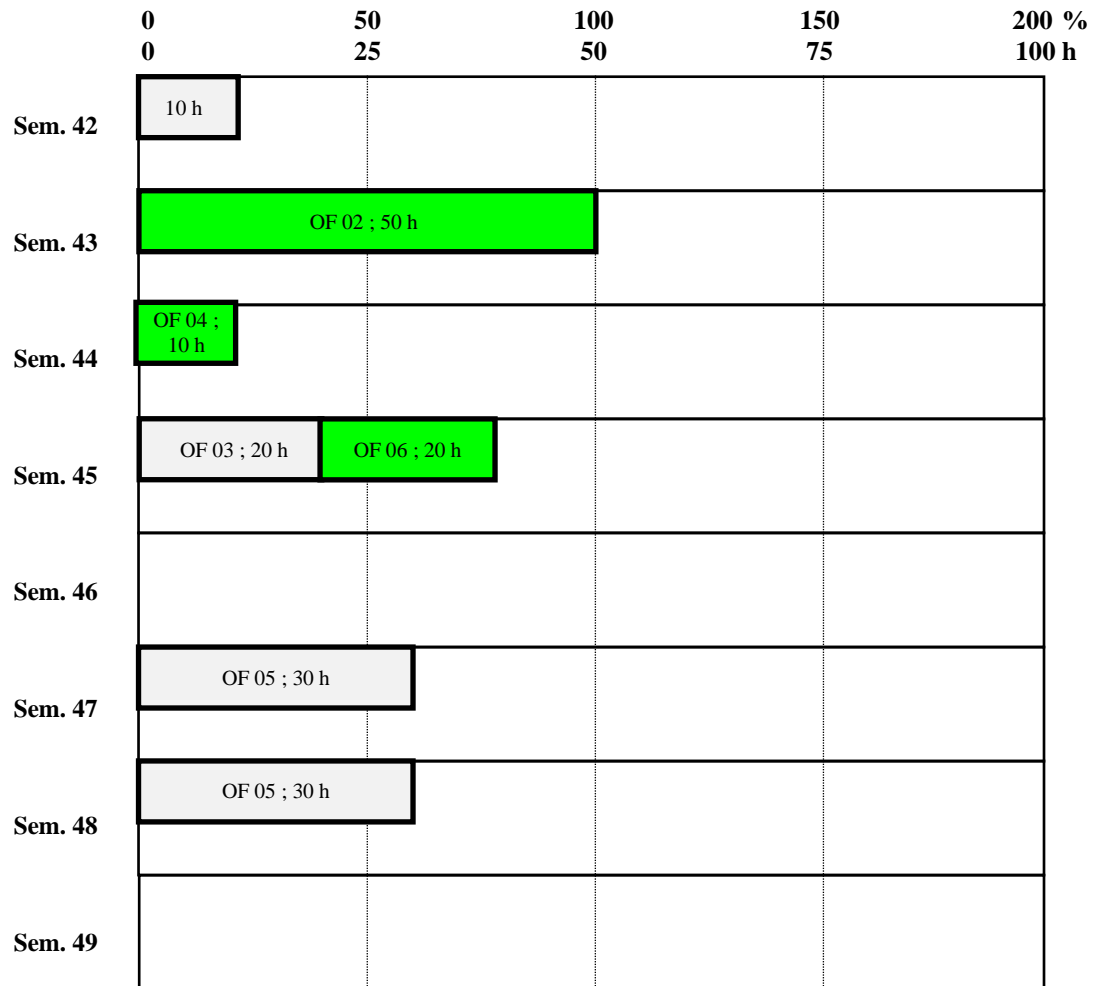 0 50 100 150 200 %
0 25 50 75 100 h
10 h
Sem. 42
OF 02 ; 50 h
Sem. 43
OF 04 ;
10 h
Sem. 44
OF 03 ; 20 h OF 06 ; 20 h
Sem. 45
Sem. 46
OF 05 ; 30 h
Sem. 47
OF 05 ; 30 h
Sem. 48
Sem. 49